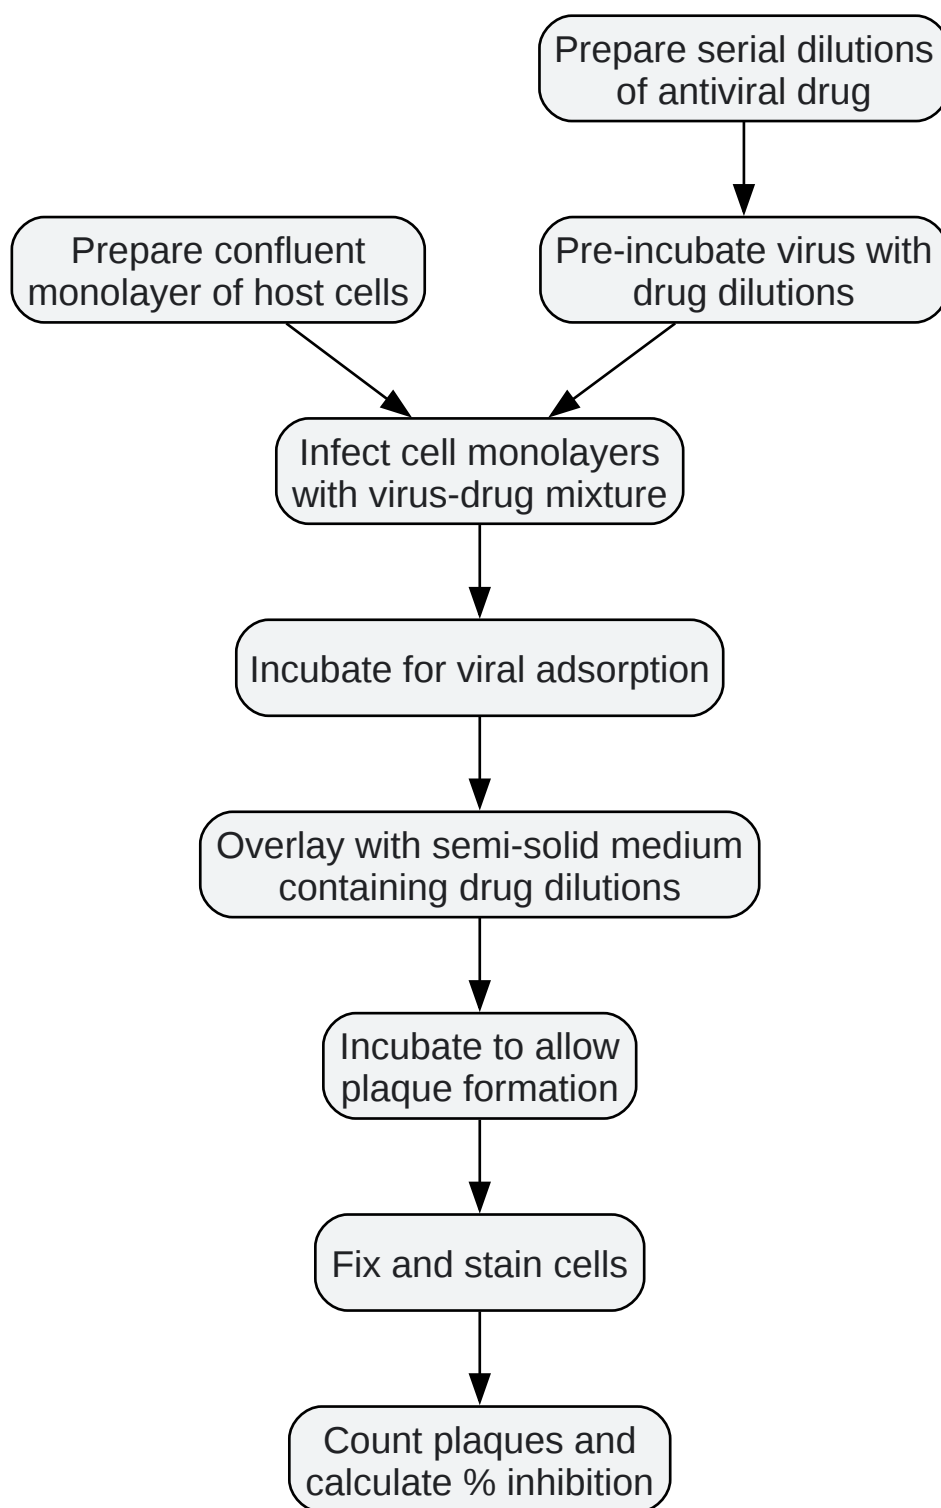 Prepare serial dilutions
of antiviral drug
Prepare confluent
monolayer of host cells
Pre-incubate virus with
drug dilutions
Infect cell monolayers
with virus-drug mixture
Incubate for viral adsorption
Overlay with semi-solid medium
containing drug dilutions
Incubate to allow
plaque formation
Fix and stain cells
Count plaques and
calculate % inhibition